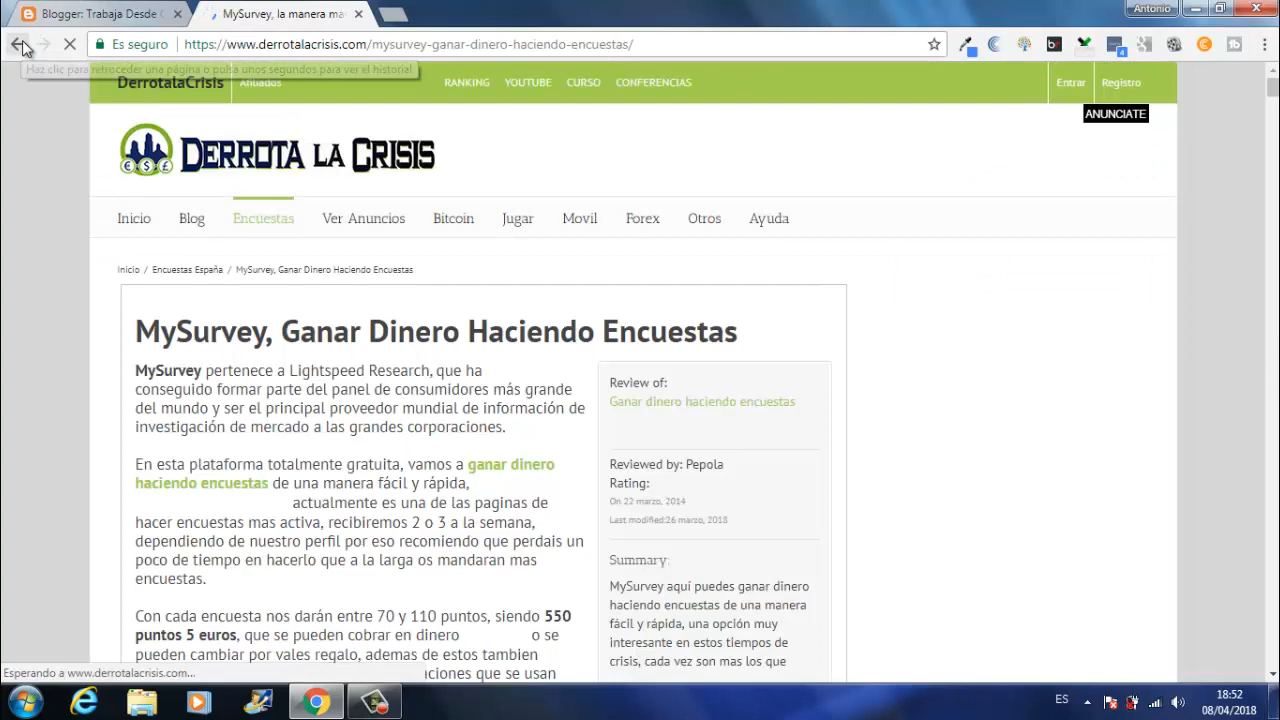 Blogger: Trabaja Desde C
MySurvey, la manera ma
Antonio
Es seguro
https://www.derrotalacrisis.com/mysurvey-ganar-dinero-haciendo-encuestas/
Haz clic para retroceder una página o pulsa unos segundos para ver el historial
DerrotalaCrisis
Afiliados
RANKING YOUTUBE CURSO CONFERENCIAS
Entrar Registro
ANUNCIATE
DERROTA LA CRISIS
Inicio Blog Encuestas Ver Anuncios Bitcoin Jugar Movil Forex Otros Ayuda
Inicio / Encuestas España / MySurvey, Ganar Dinero Haciendo Encuestas
MySurvey, Ganar Dinero Haciendo Encuestas
MySurvey pertenece a Lightspeed Research, que ha
conseguido formar parte del panel de consumidores más grande
del mundo y ser el principal proveedor mundial de información de
investigación de mercado a las grandes corporaciones.
En esta plataforma totalmente gratuita, vamos a ganar dinero
haciendo encuestas de una manera fácil y rápida,
actualmente es una de las paginas de
hacer encuestas mas activa, recibiremos 2 o 3 a la semana,
dependiendo de nuestro perfil por eso recomiendo que perdais un
poco de tiempo en hacerlo que a la larga os mandaran mas
encuestas.
Con cada encuesta nos darán entre 70 y 110 puntos, siendo 550
puntos 5 euros, que se pueden cobrar en dinero o se
pueden cambiar por vales regalo, ademas de estos tambien
ciones que se usan
Review of:
Ganar dinero haciendo encuestas
Reviewed by: Pepola
Rating:
On 22 marzo, 2014
Last modified:26 marzo, 2018
Summary:
MySurvey aquí puedes ganar dinero
haciendo encuestas de una manera
fácil y rápida, una opción muy
interesante en estos tiempos de
crisis, cada vez son mas los que
Esperando a www.derrotalacrisis.com...
ES
18:52
08/04/2018